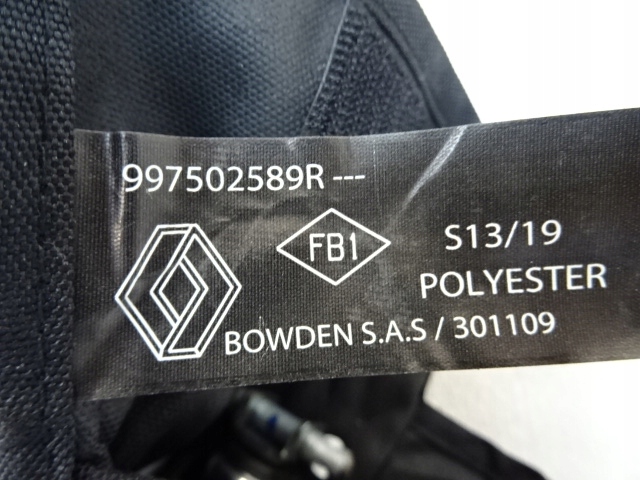 997502589R ---
FB1
S13/19
POLYESTER
BOWDEN S.A.S / 301109